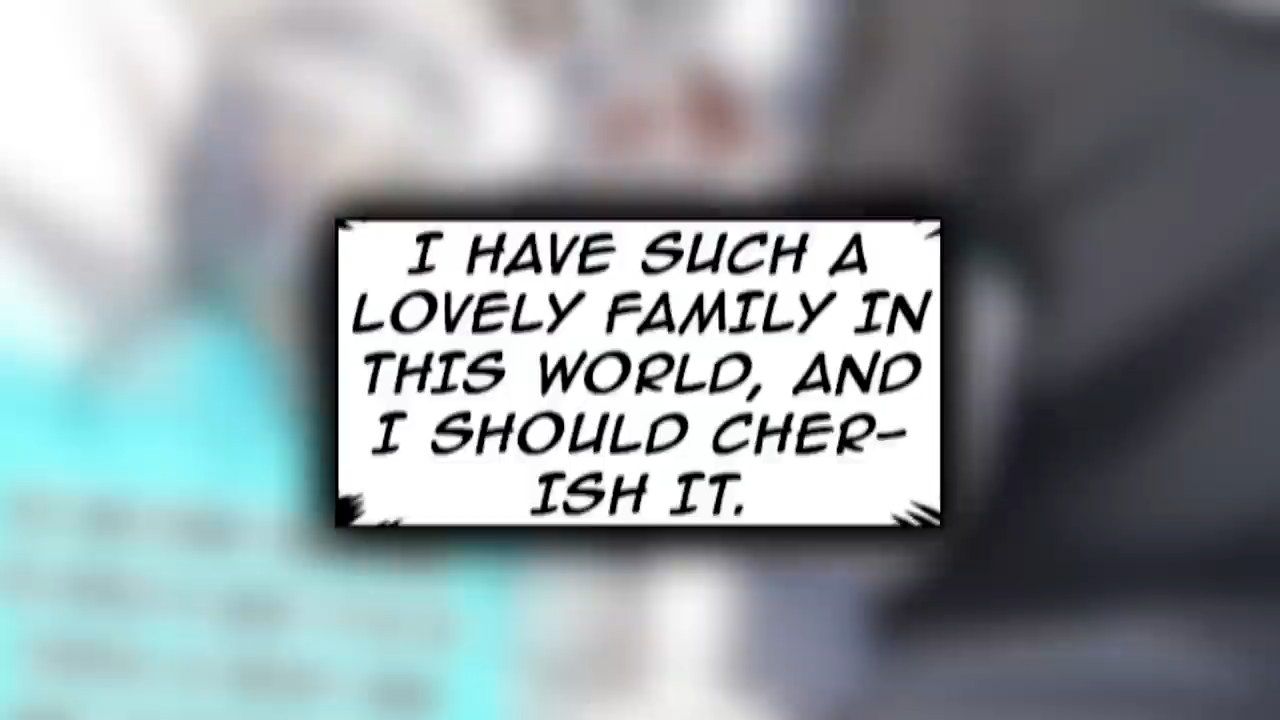 I HAVE SUCH A
LOVELY FAMILY IN
THIS WORLD, AND
I SHOULD CHER-
ISH IT.